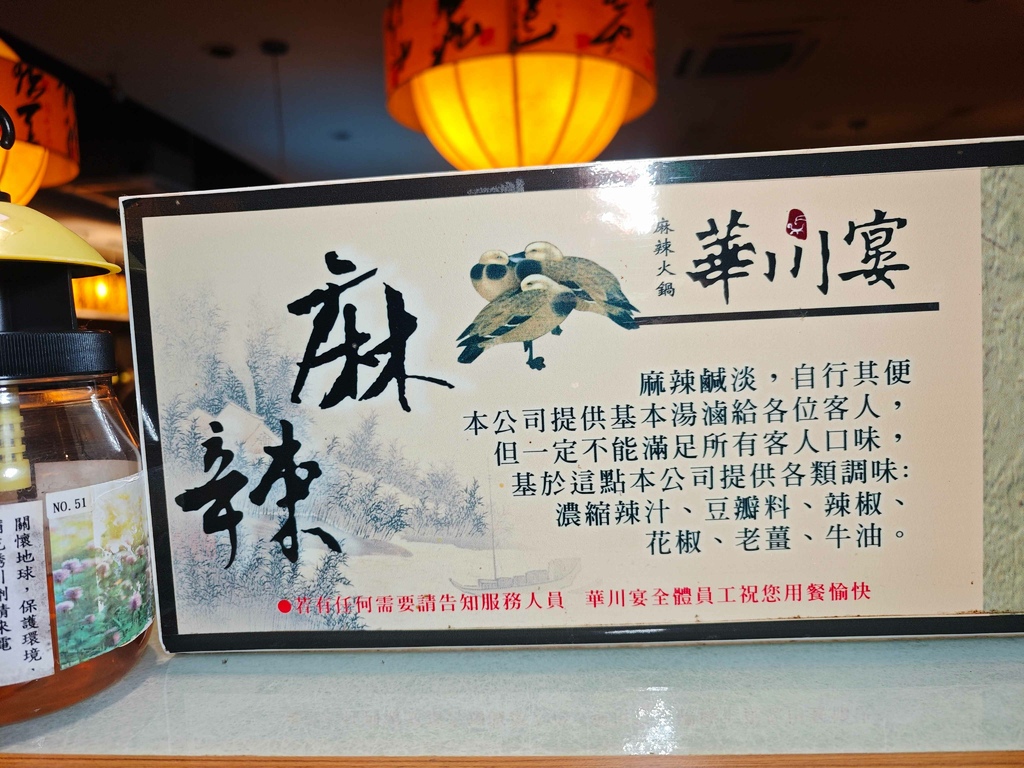 麻辣
麻辣火鍋
華川宴
麻辣鹹淡，自行其便
本公司提供基本湯滷給各位客人，
但一定不能滿足所有客人口味，
基於這點本公司提供各類調味:
濃縮辣汁、豆瓣料、辣椒、
花椒、老薑、牛油。
●若有任何需要請告知服務人員　華川宴全體員工祝您用餐愉快
NO.51
關懷地球，保護環境、